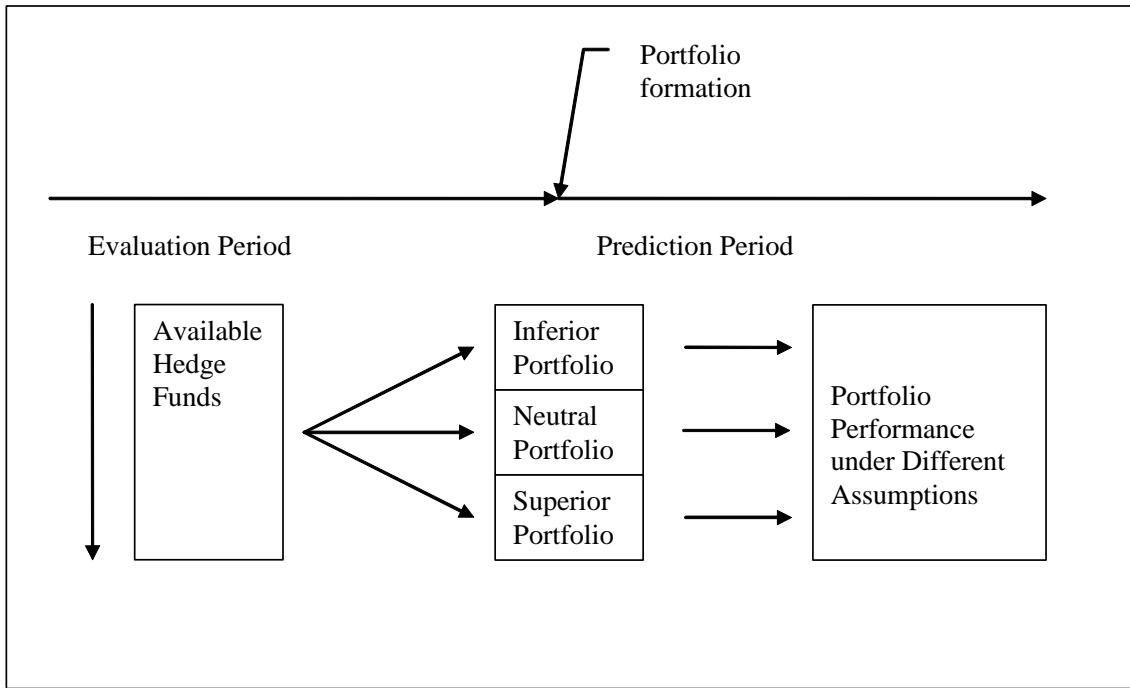 Portfolio
formation
Evaluation Period
Prediction Period
Available
Hedge
Funds
Inferior
Portfolio
Neutral
Portfolio
Superior
Portfolio
Portfolio
Performance
under Different
Assumptions